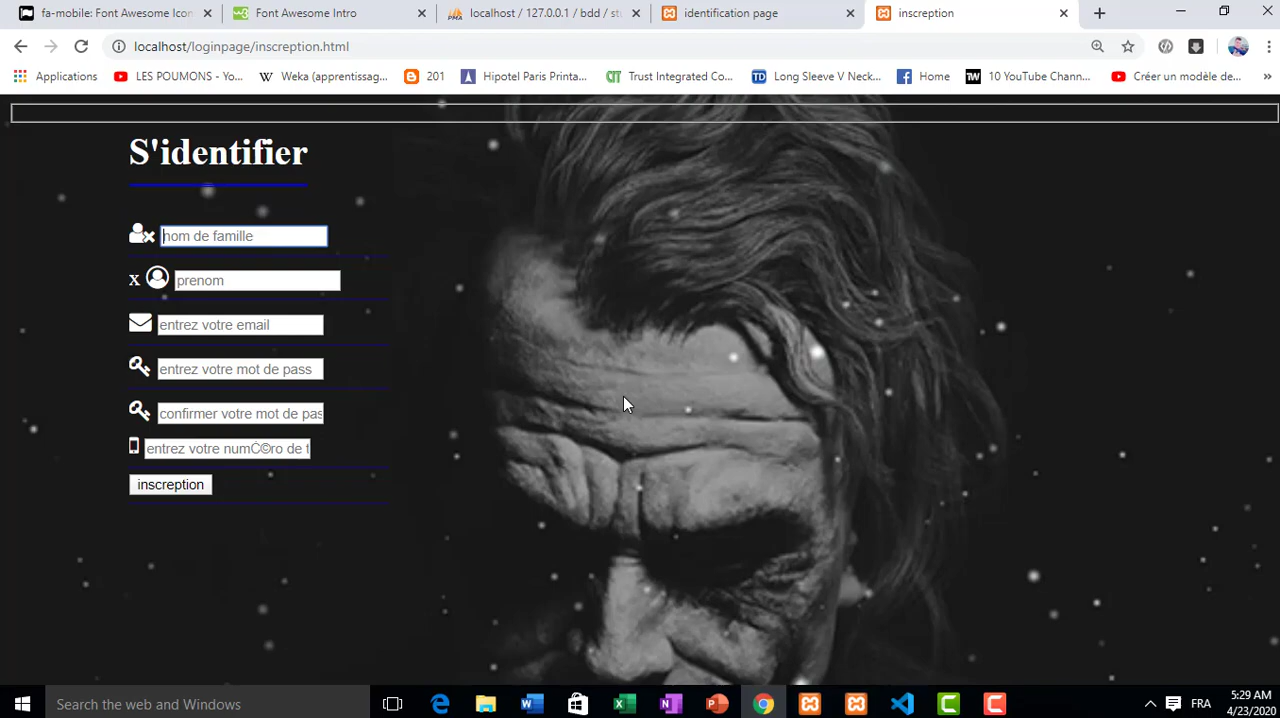 fa-mobile: Font Awesome Icon
Font Awesome Intro
localhost / 127.0.0.1 / bdd / stu
identification page
inscreption
localhost/loginpage/inscreption.html
Applications
LES POUMONS - Yo...
Weka (apprentissag...
201
Hipotel Paris Printa...
Trust Integrated Co...
Long Sleeve V Neck...
Home
10 YouTube Chann...
Créer un modèle de...
S'identifier
nom de famille
x prenom
entrez votre email
entrez votre mot de pass
confirmer votre mot de pas
entrez votre numĊ©ro de t
inscreption
Search the web and Windows
FRA
5:29 AM
4/23/2020